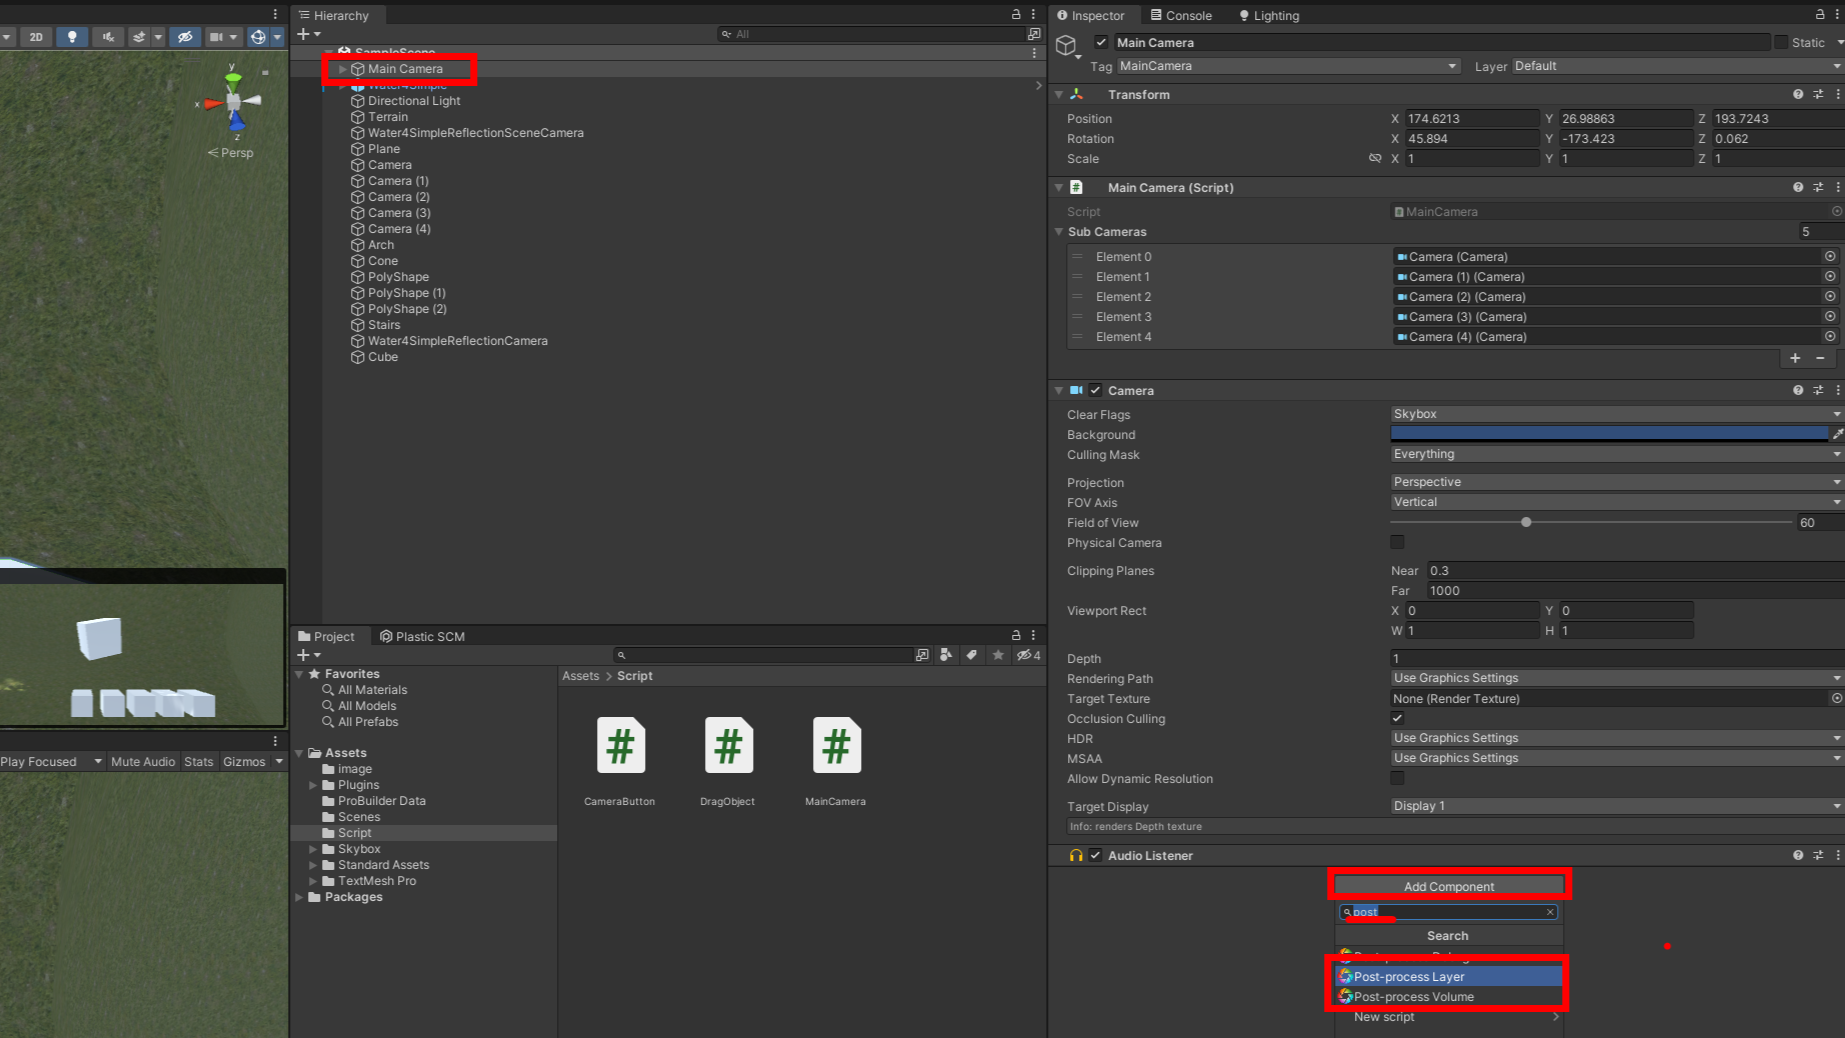 2D
y
x
z
Persp
Play Focused
Mute Audio
Stats
Gizmos
Hierarchy
All
SampleScene
Main Camera
Water4Simple
Directional Light
Terrain
Water4SimpleReflectionSceneCamera
Plane
Camera
Camera (1)
Camera (2)
Camera (3)
Camera (4)
Arch
Cone
PolyShape
PolyShape (1)
PolyShape (2)
Stairs
Water4SimpleReflectionCamera
Cube
Project
Plastic SCM
4
Favorites
All Materials
All Models
All Prefabs
Assets
image
Plugins
ProBuilder Data
Scenes
Script
Skybox
Standard Assets
TextMesh Pro
Packages
Assets > Script
CameraButton
DragObject
MainCamera
Inspector
Console
Lighting
Main Camera
Static
Tag MainCamera
Layer Default
Transform
Position X 174.6213 Y 26.98863 Z 193.7243
Rotation X 45.894 Y -173.423 Z 0.062
Scale X 1 Y 1 Z 1
Main Camera (Script)
Script MainCamera
Sub Cameras 5
Element 0 Camera (Camera)
Element 1 Camera (1) (Camera)
Element 2 Camera (2) (Camera)
Element 3 Camera (3) (Camera)
Element 4 Camera (4) (Camera)
Camera
Clear Flags Skybox
Background
Culling Mask Everything
Projection Perspective
FOV Axis Vertical
Field of View 60
Physical Camera
Clipping Planes Near 0.3
Far 1000
Viewport Rect X 0 Y 0
W 1 H 1
Depth 1
Rendering Path Use Graphics Settings
Target Texture None (Render Texture)
Occlusion Culling
HDR Use Graphics Settings
MSAA Use Graphics Settings
Allow Dynamic Resolution
Target Display Display 1
Info: renders Depth texture
Audio Listener
Add Component
post
Search
Post-process Layer
Post-process Volume
New script